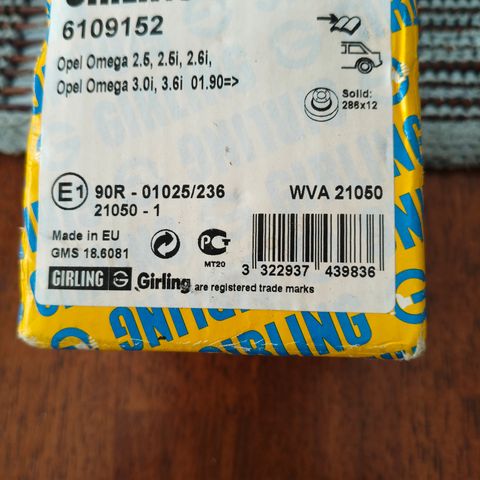 GIRLING
6109152
Opel Omega 2.5, 2.5i, 2.6i,
Opel Omega 3.0i, 3.6i 01.90=>
Solid:
286x12
E1 90R - 01025/236
21050 - 1
WVA 21050
Made in EU
GMS 18.6081
MT20
3 322937 439836
GIRLING Girling are registered trade marks
GIRLING